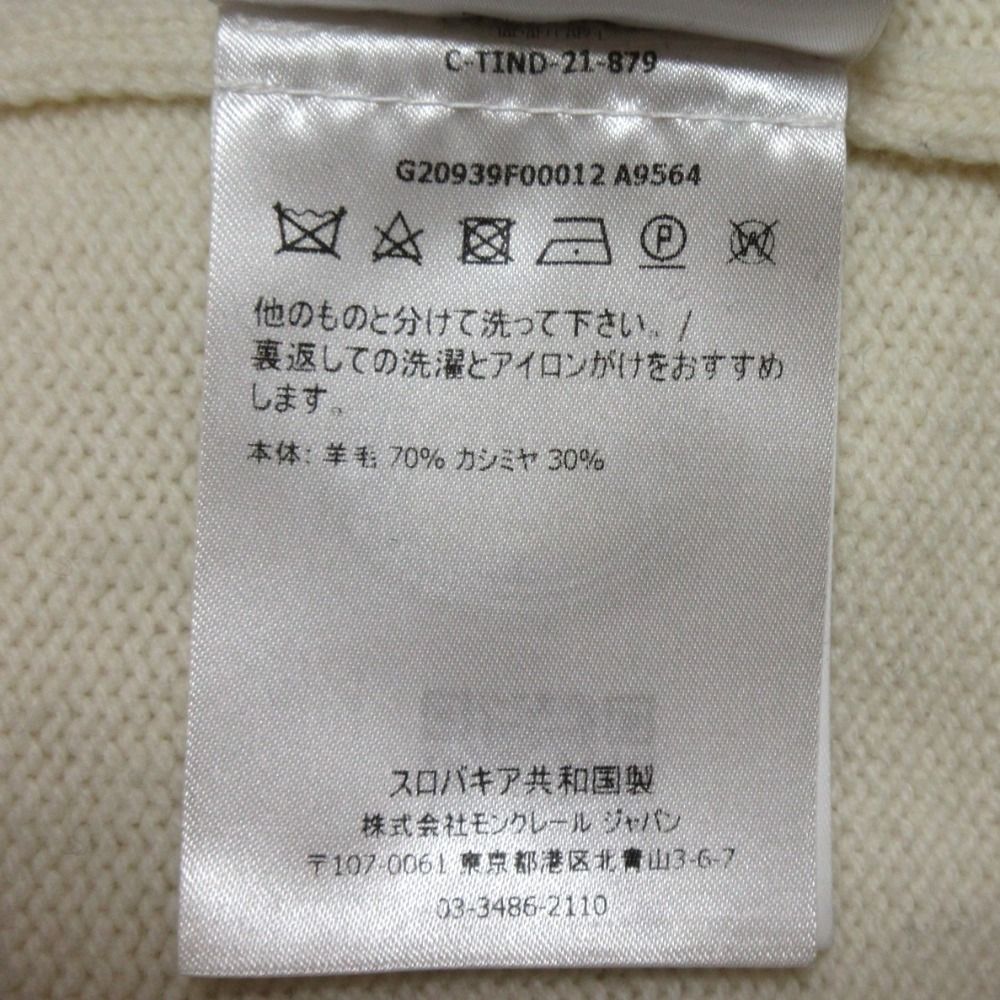 C-TIND-21-879
G20939F00012 A9564
P
W
他のものと分けて洗って下さい。/
裏返しての洗濯とアイロンがけをおすすめ
します。
本体: 羊毛 70% カシミヤ 30%
スロバキア共和国製
株式会社モンクレール ジャパン
〒107-0061 東京都港区北青山3-6-7
03-3486-2110